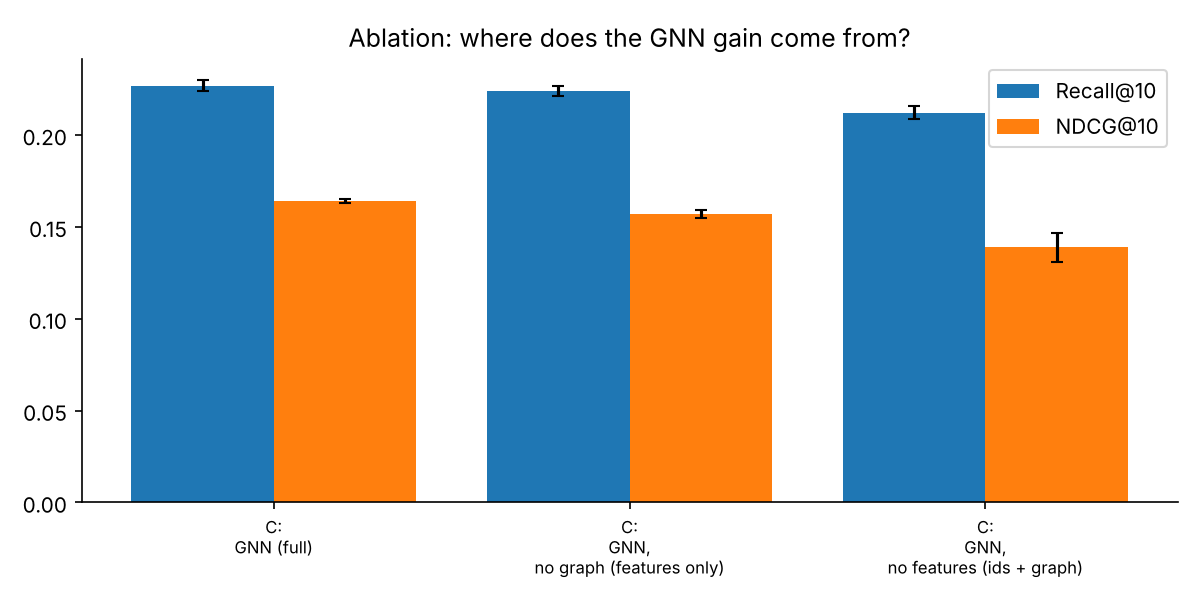 Ablation: where does the GNN gain come from?
Recall@10
NDCG@10
0.20
0.15
0.10
0.05
0.00
C:
GNN (full)
C:
GNN,
no graph (features only)
C:
GNN,
no features (ids + graph)